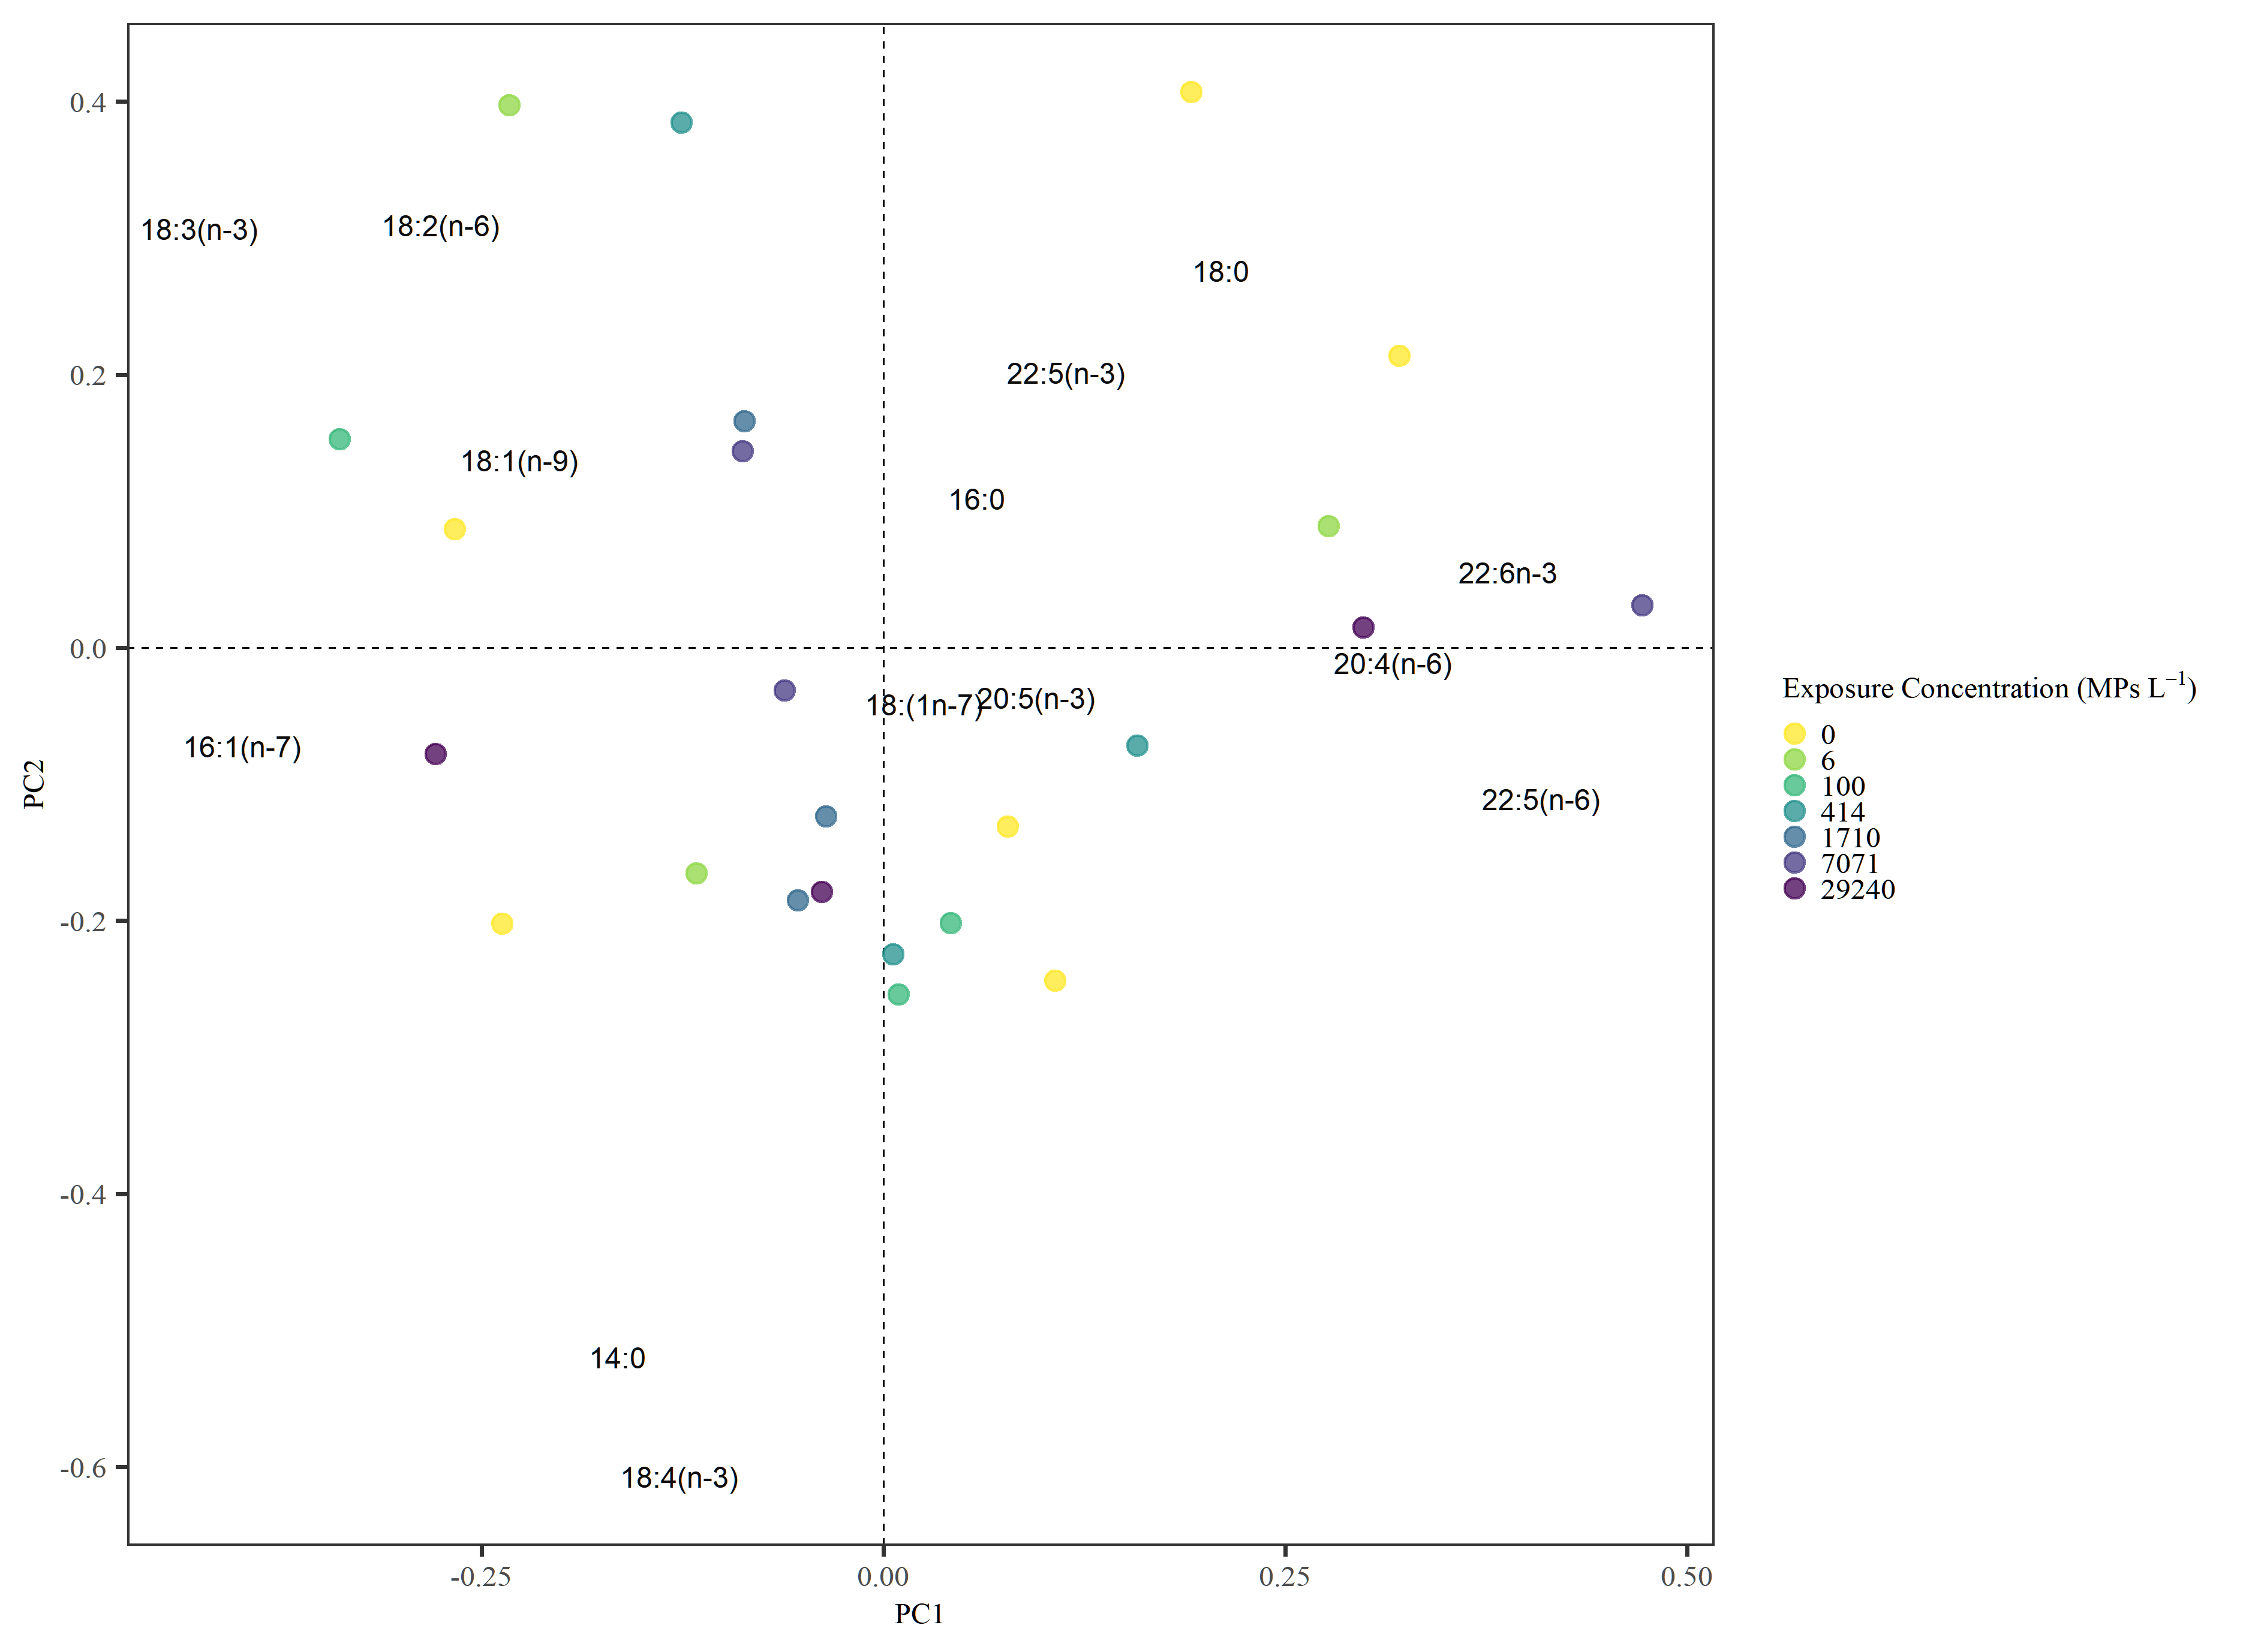 0.4
18:3(n-3)
18:2(n-6)
18:0
0.2
22:5(n-3)
18:1(n-9)
16:0
22:6n-3
0.0
20:4(n-6)
18:(1n-7)
20:5(n-3)
16:1(n-7)
22:5(n-6)
PC2
-0.2
-0.4
14:0
-0.6
18:4(n-3)
-0.25
0.00
0.25
0.50
PC1
Exposure Concentration (MPs L⁻¹)
0
6
100
414
1710
7071
29240